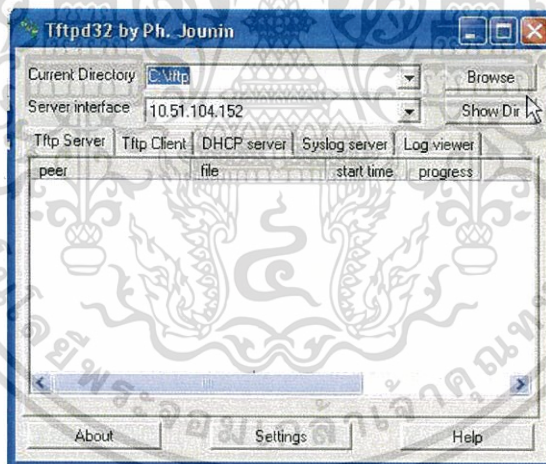 Tftpd32 by Ph. Jounin
Current Directory C:\tftp Browse
Server interface 10.51.104.152 Show Dir
Tftp Server Tftp Client DHCP server Syslog server Log viewer
peer file start time progress
About Settings Help